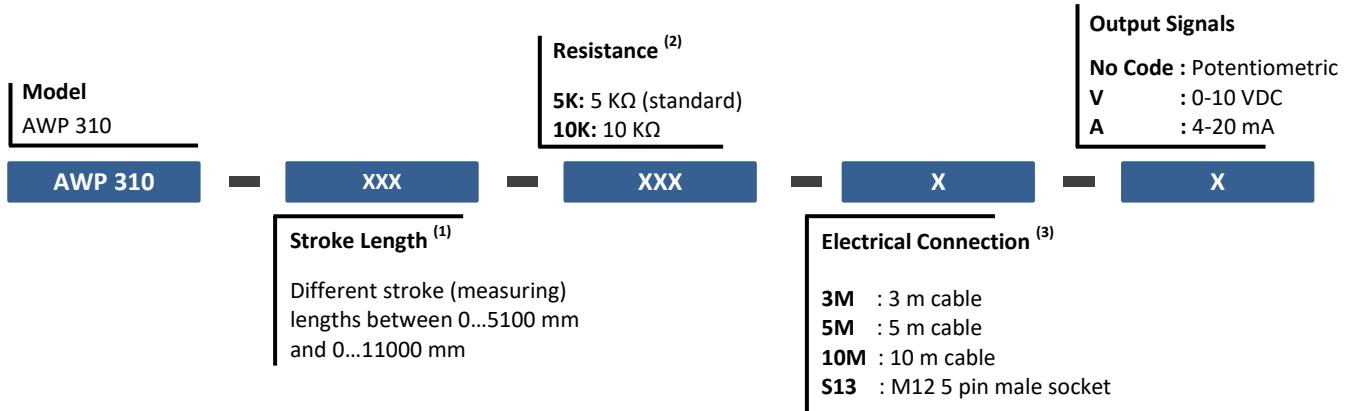 Output Signals
No Code : Potentiometric
V : 0-10 VDC
A : 4-20 mA
Resistance (2)
5K: 5 KΩ (standard)
10K: 10 KΩ
Model
AWP 310
AWP 310 – XXX – XXX – X – X
Stroke Length (1)
Different stroke (measuring)
lengths between 0...5100 mm
and 0...11000 mm
Electrical Connection (3)
3M : 3 m cable
5M : 5 m cable
10M : 10 m cable
S13 : M12 5 pin male socket